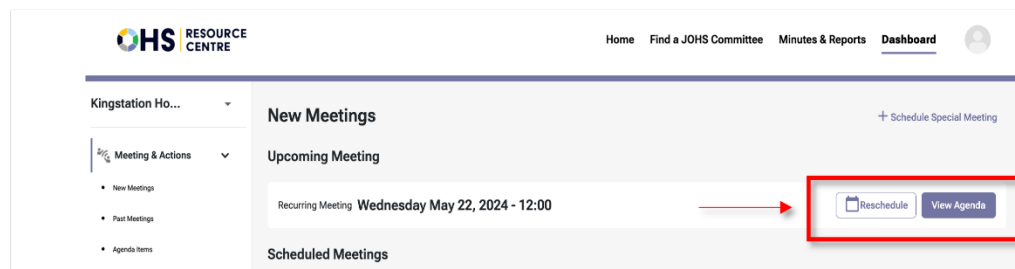 OHS RESOURCE CENTRE
Home Find a JOHS Committee Minutes & Reports Dashboard
Kingstation Ho...
New Meetings
+ Schedule Special Meeting
Meeting & Actions
Upcoming Meeting
New Meetings
Recurring Meeting Wednesday May 22, 2024 - 12:00
Reschedule View Agenda
Past Meetings
Agenda Items
Scheduled Meetings